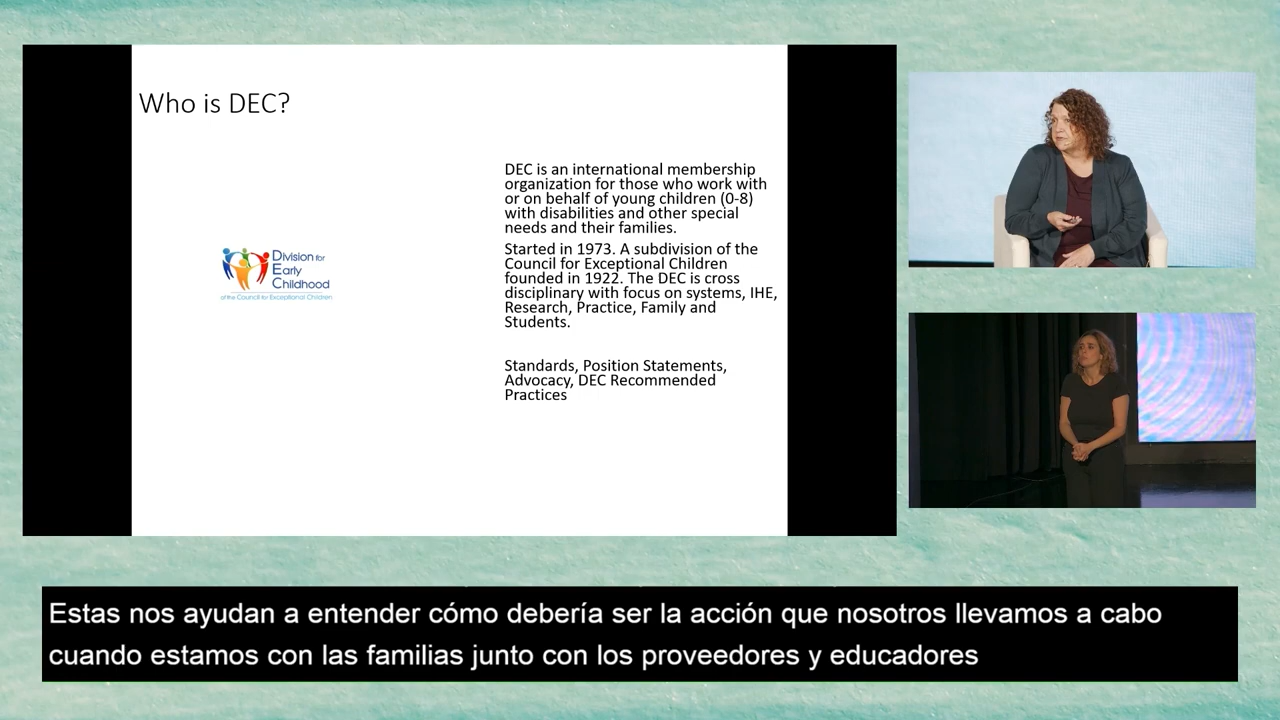 Who is DEC?
Division for
Early
Childhood
of the Council for Exceptional Children
DEC is an international membership
organization for those who work with
or on behalf of young children (0-8)
with disabilities and other special
needs and their families.
Started in 1973. A subdivision of the
Council for Exceptional Children
founded in 1922. The DEC is cross
disciplinary with focus on systems, IHE,
Research, Practice, Family and
Students.
Standards, Position Statements,
Advocacy, DEC Recommended
Practices
Estas nos ayudan a entender cómo debería ser la acción que nosotros llevamos a cabo
cuando estamos con las familias junto con los proveedores y educadores